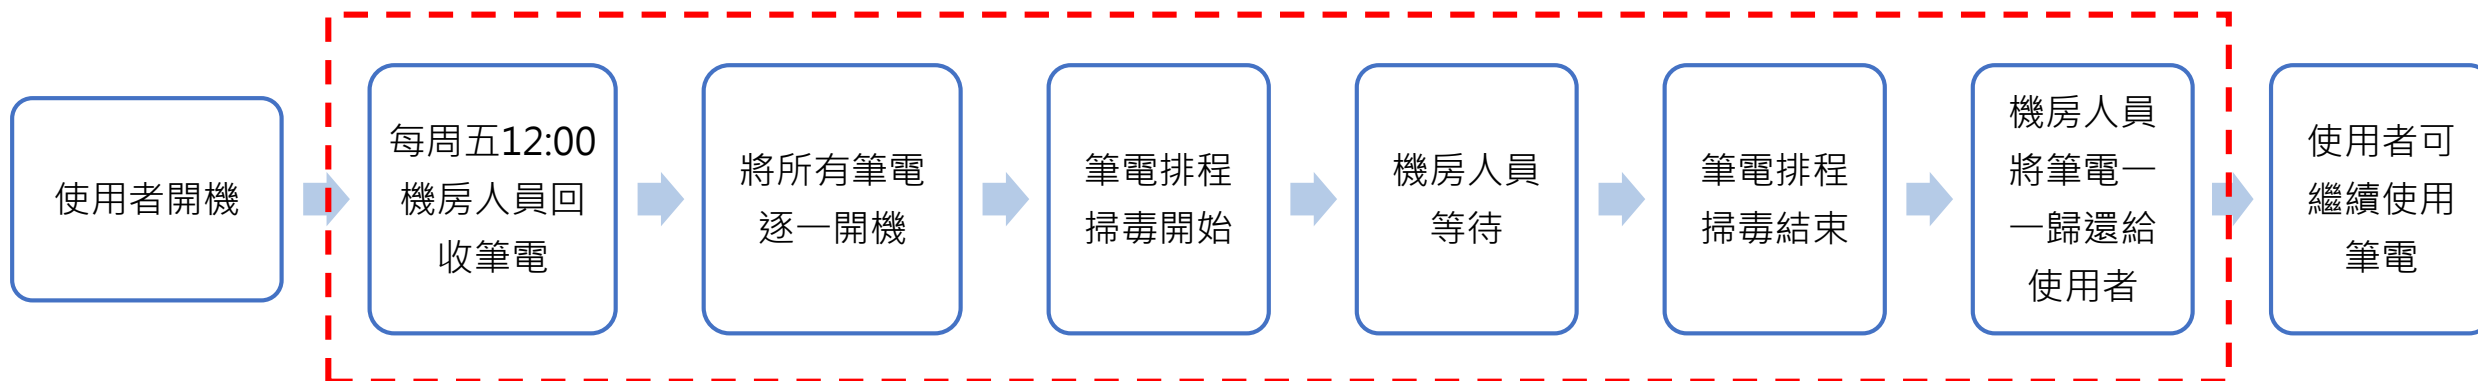 使用者開機
每周五12:00
機房人員回
收筆電
將所有筆電
逐一開機
筆電排程
掃毒開始
機房人員
等待
筆電排程
掃毒結束
機房人員
將筆電一
一歸還給
使用者
使用者可
繼續使用
筆電